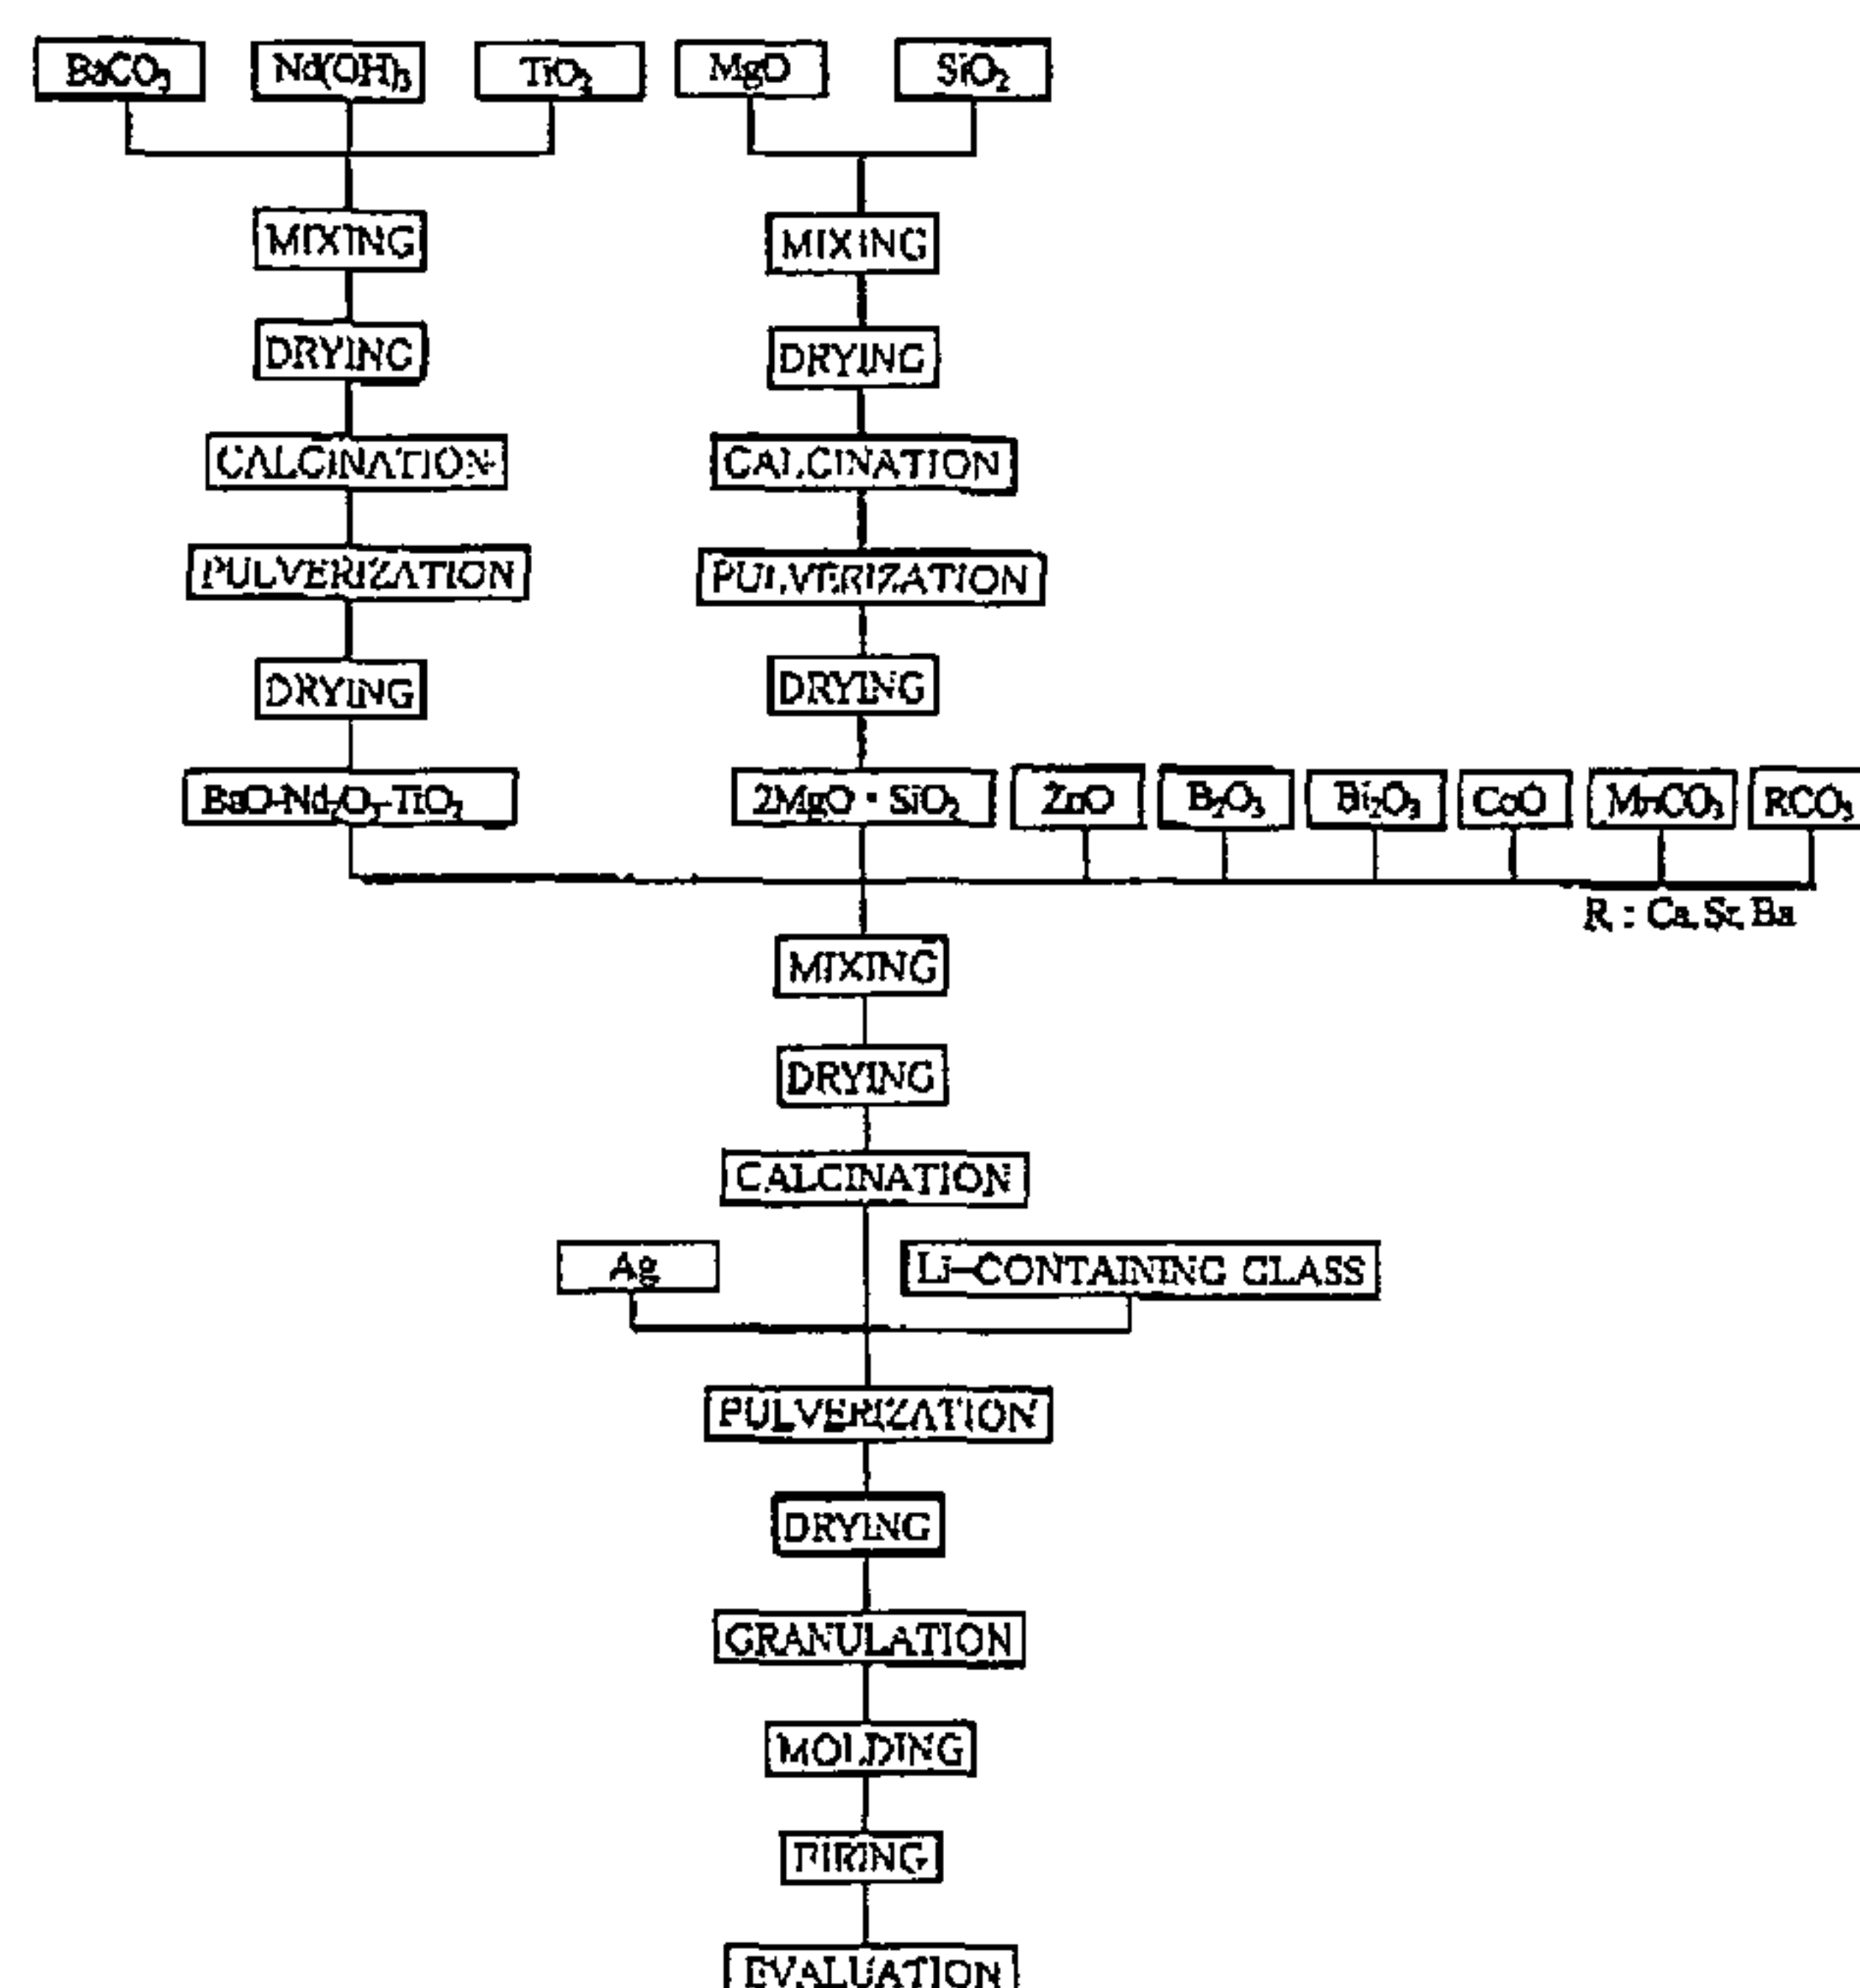 BaCO₃ Nd(OH)₃ TiO₂ MgO SiO₂
MIXING MIXING
DRYING DRYING
CALCINATION CALCINATION
PULVERIZATION PULVERIZATION
DRYING DRYING
BaO-Nd₂O₃-TiO₂ 2MgO・SiO₂ ZnO B₂O₃ Bi₂O₃ CoO MnCO₃ RCO₃
R : Ca, Sr, Ba
MIXING
DRYING
CALCINATION
Ag Li-CONTAINING GLASS
PULVERIZATION
DRYING
GRANULATION
MOLDING
FIRING
EVALUATION